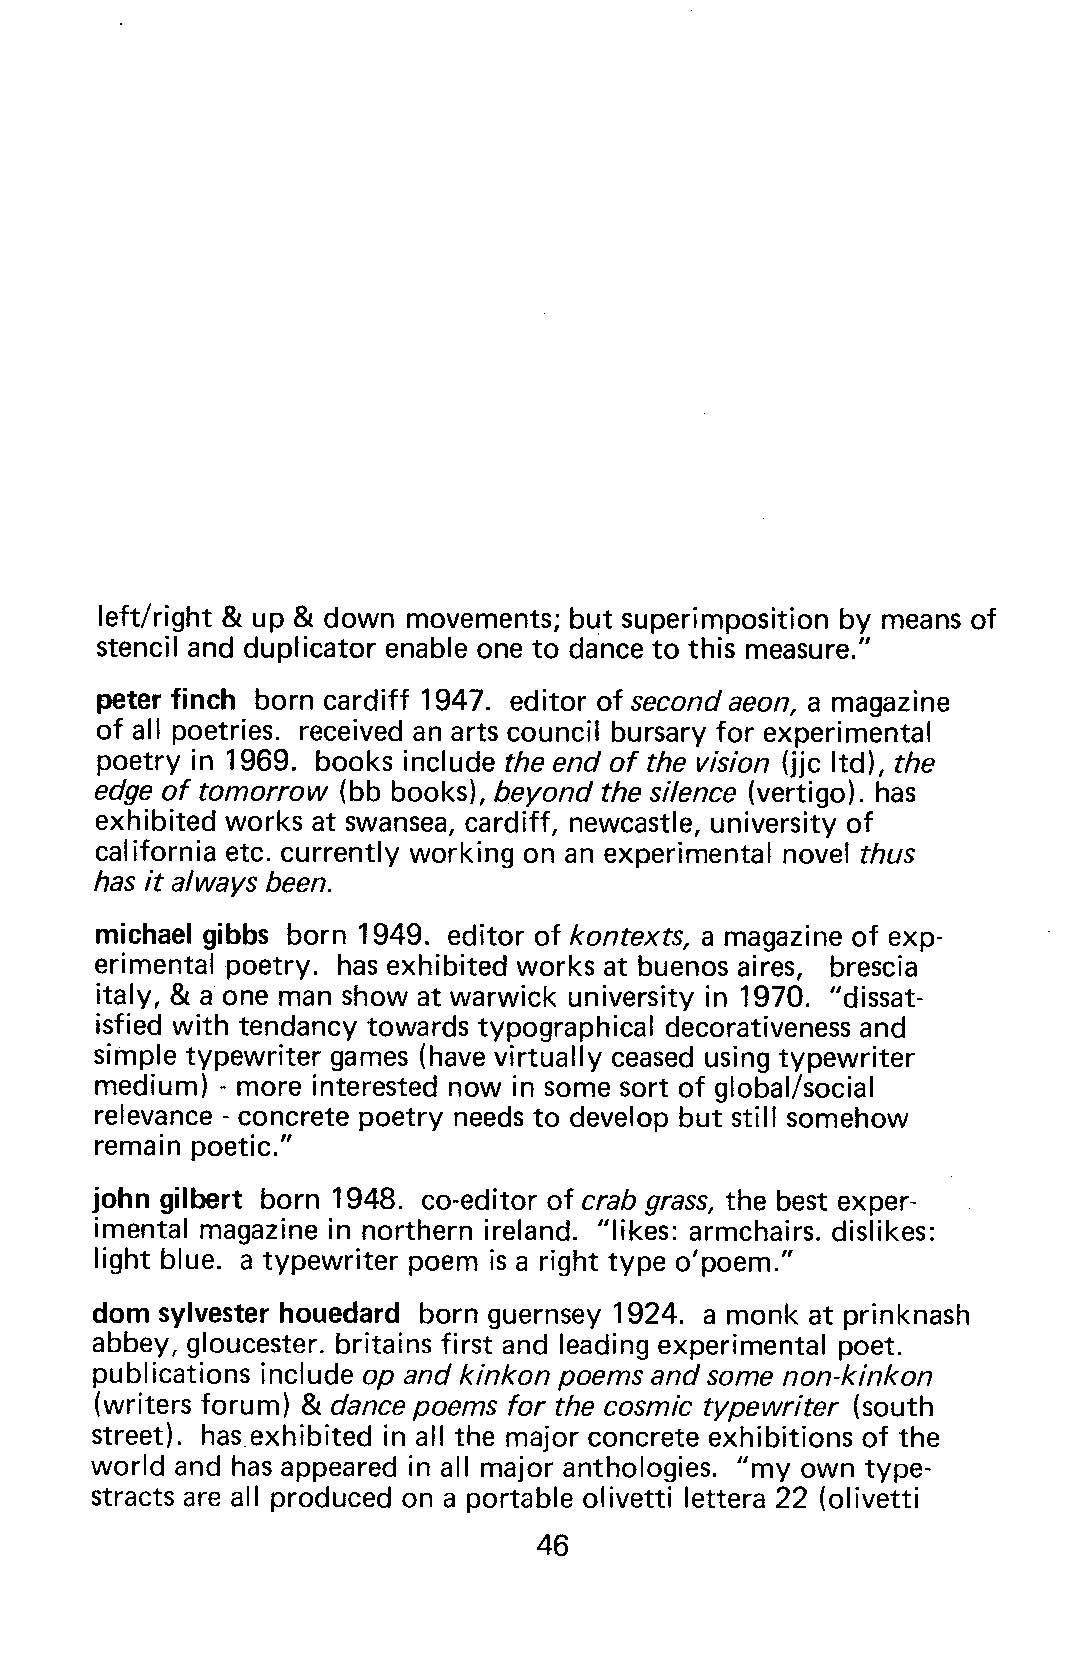 left/right & up & down movements; but superimposition by means of
stencil and duplicator enable one to dance to this measure."
peter finch born cardiff 1947. editor of second aeon, a magazine
of all poetries. received an arts council bursary for experimental
poetry in 1969. books include the end of the vision (jjc ltd), the
edge of tomorrow (bb books), beyond the silence (vertigo). has
exhibited works at swansea, cardiff, newcastle, university of
california etc. currently working on an experimental novel thus
has it always been.
michael gibbs born 1949. editor of kontexts, a magazine of exp-
erimental poetry. has exhibited works at buenos aires, brescia
italy, & a one man show at warwick university in 1970. "dissat-
isfied with tendancy towards typographical decorativeness and
simple typewriter games (have virtually ceased using typewriter
medium) - more interested now in some sort of global/social
relevance - concrete poetry needs to develop but still somehow
remain poetic."
john gilbert born 1948. co-editor of crab grass, the best exper-
imental magazine in northern ireland. "likes: armchairs. dislikes:
light blue. a typewriter poem is a right type o'poem."
dom sylvester houedard born guernsey 1924. a monk at prinknash
abbey, gloucester. britains first and leading experimental poet.
publications include op and kinkon poems and some non-kinkon
(writers forum) & dance poems for the cosmic typewriter (south
street). has exhibited in all the major concrete exhibitions of the
world and has appeared in all major anthologies. "my own type-
stracts are all produced on a portable olivetti lettera 22 (olivetti
46